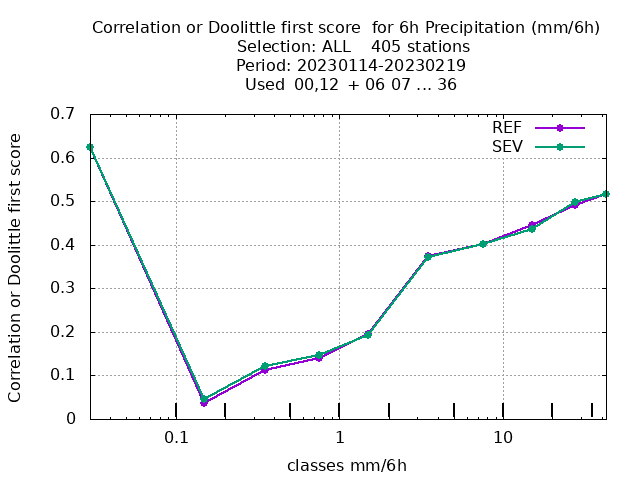 Correlation or Doolittle first score  for 6h Precipitation (mm/6h)
Selection: ALL    405 stations
Period: 20230114-20230219
Used  00,12  + 06 07 ... 36
REF
SEV
Correlation or Doolittle first score
0.7
0.6
0.5
0.4
0.3
0.2
0.1
0
0.1 1 10
classes mm/6h